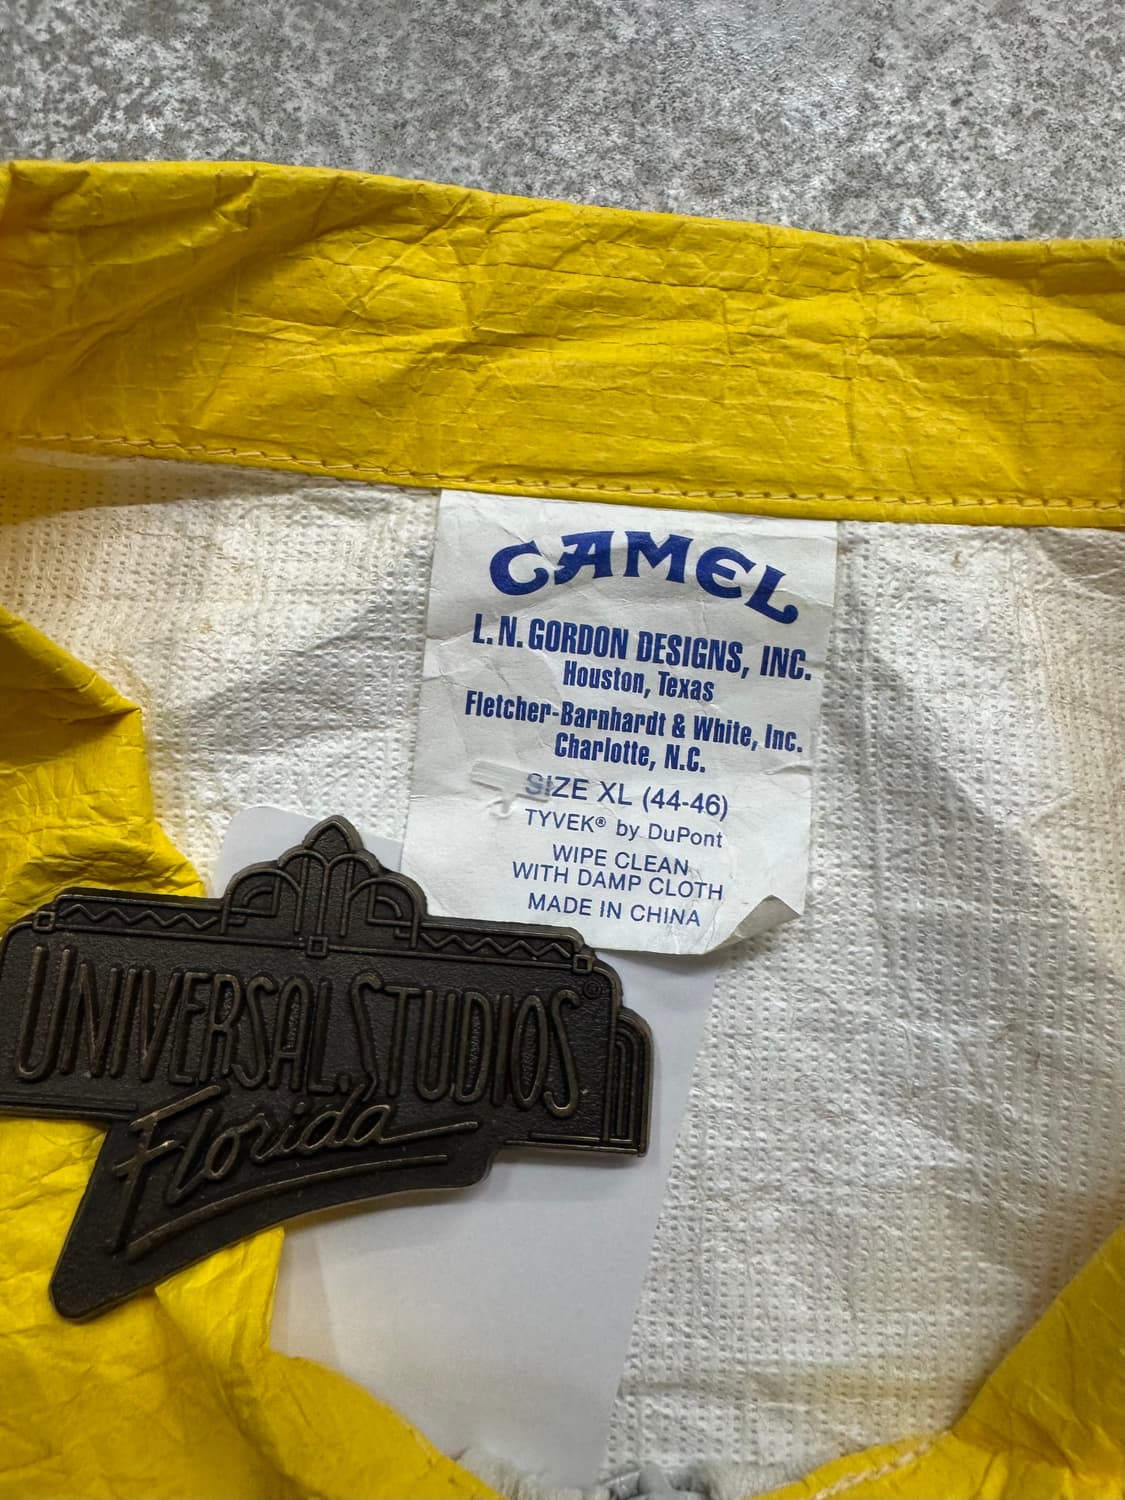 CAMEL
L. N. GORDON DESIGNS, INC.
Houston, Texas
Fletcher-Barnhardt & White, Inc.
Charlotte, N.C.
SIZE XL (44-46)
TYVEK® by DuPont
WIPE CLEAN
WITH DAMP CLOTH
MADE IN CHINA
UNIVERSAL STUDIOS®
Florida